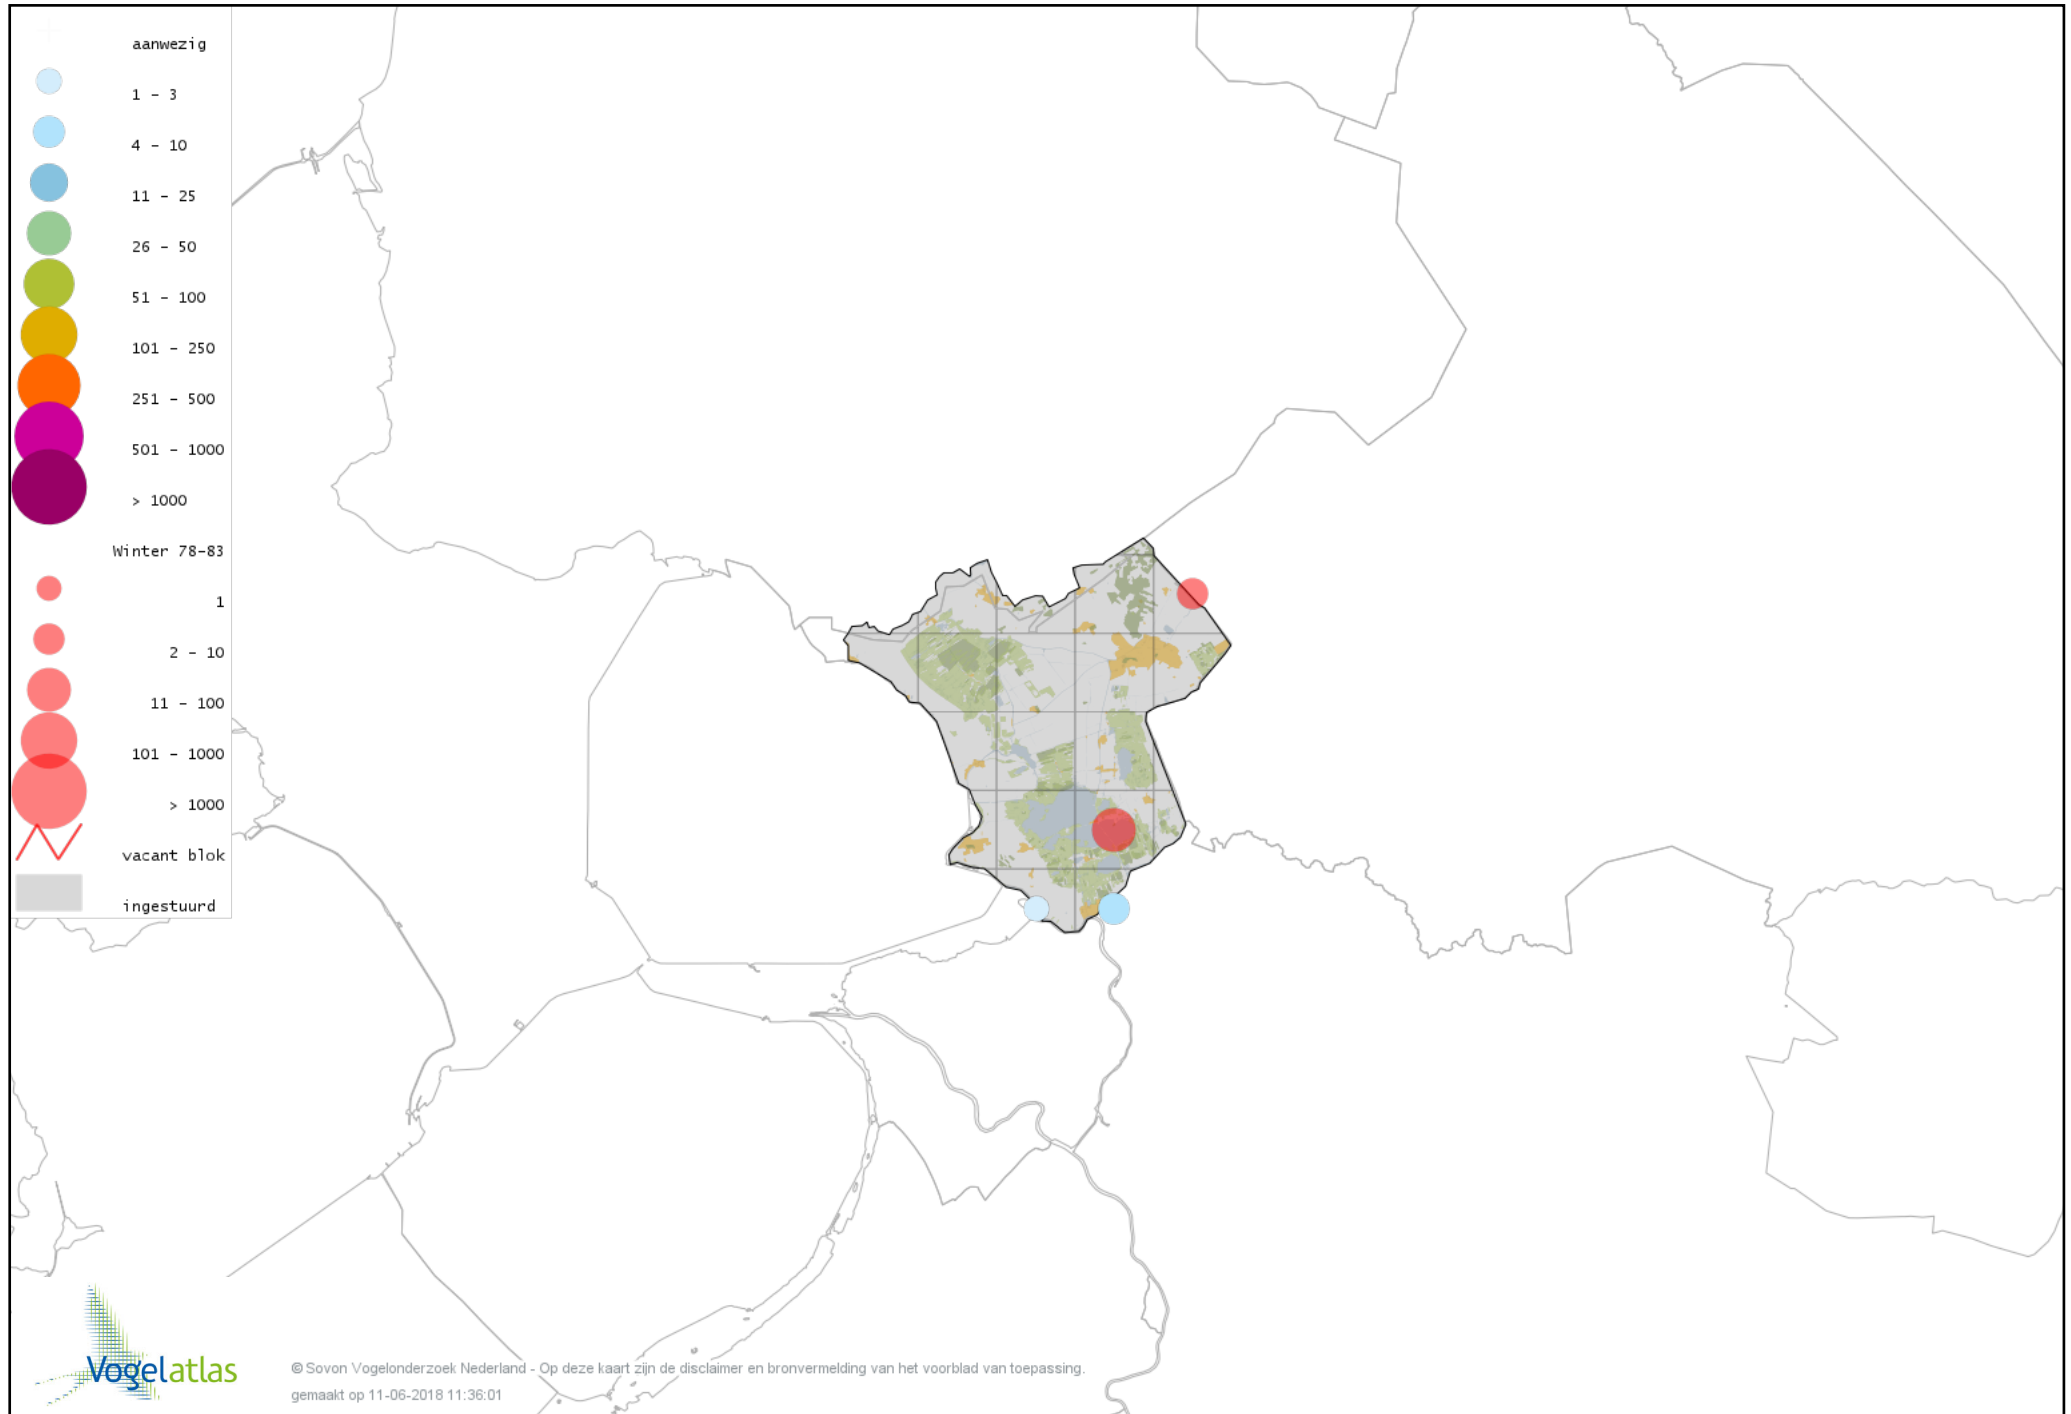 aanwezig
1 - 3
4 - 10
11 - 25
26 - 50
51 - 100
101 - 250
251 - 500
501 - 1000
> 1000
Winter 78-83
1
2 - 10
11 - 100
101 - 1000
> 1000
vacant blok
ingestuurd
Vogelatlas
© Sovon Vogelonderzoek Nederland - Op deze kaart zijn de disclaimer en bronvermelding van het voorblad van toepassing.
gemaakt op 11-06-2018 11:36:01